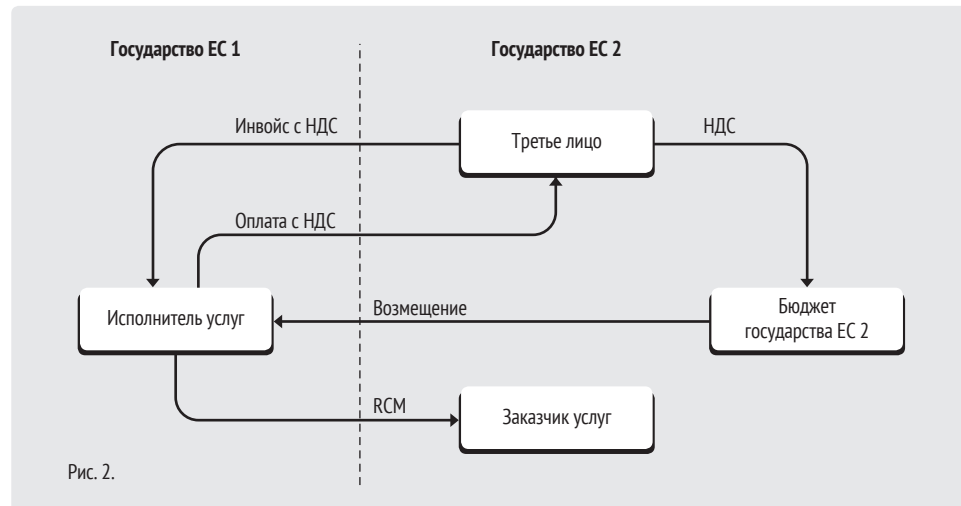 Государство ЕС 1
Государство ЕС 2
Инвойс с НДС
Третье лицо
НДС
Оплата с НДС
Исполнитель услуг
Возмещение
Бюджет
государства ЕС 2
RCM
Заказчик услуг
Рис. 2.